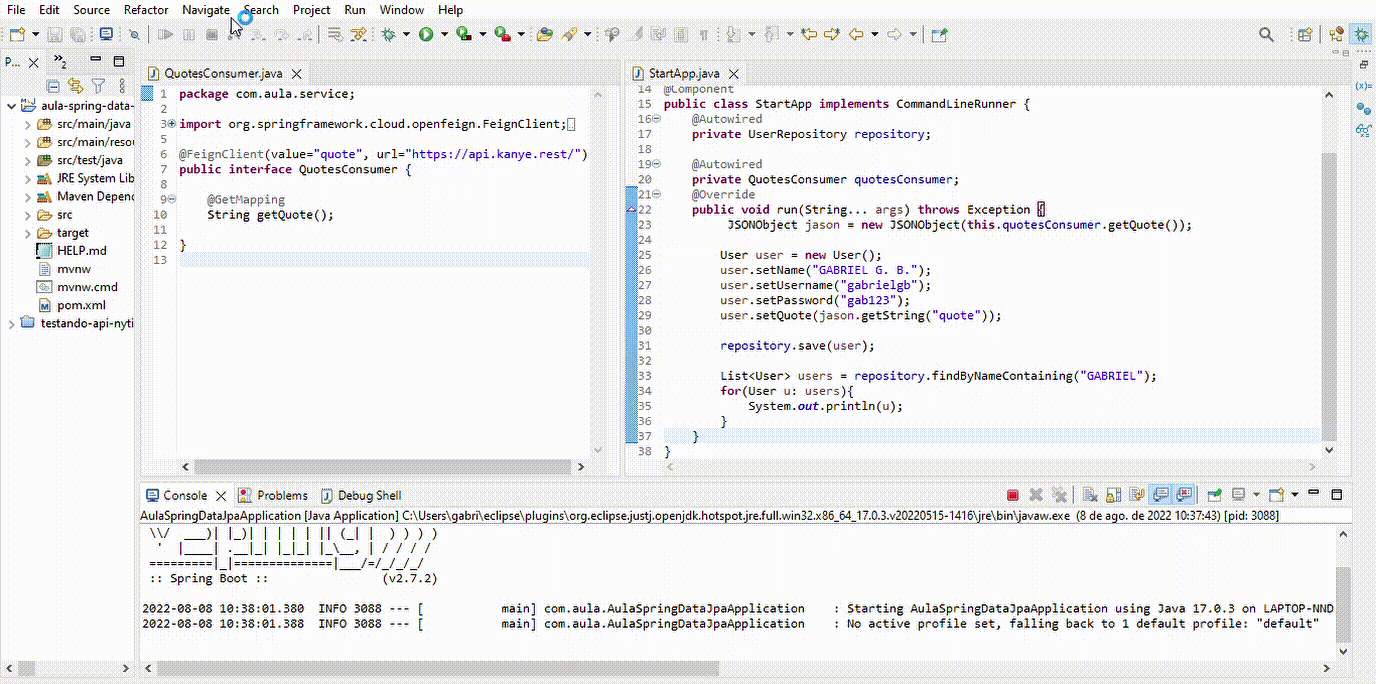 File Edit Source Refactor Navigate Search Project Run Window Help
P...
2
aula-spring-data-
src/main/java
src/main/resou
src/test/java
JRE System Lib
Maven Depend
src
target
HELP.md
mvnw
mvnw.cmd
pom.xml
testando-api-nyti
QuotesConsumer.java
1 package com.aula.service;
2
3 import org.springframework.cloud.openfeign.FeignClient;
5
6 @FeignClient(value="quote", url="https://api.kanye.rest/")
7 public interface QuotesConsumer {
8
9 @GetMapping
10 String getQuote();
11
12 }
13
StartApp.java
14 @Component
15 public class StartApp implements CommandLineRunner {
16 @Autowired
17 private UserRepository repository;
18
19 @Autowired
20 private QuotesConsumer quotesConsumer;
21 @Override
22 public void run(String... args) throws Exception {
23 JSONObject jason = new JSONObject(this.quotesConsumer.getQuote());
24
25 User user = new User();
26 user.setName("GABRIEL G. B.");
27 user.setUsername("gabrielgb");
28 user.setPassword("gab123");
29 user.setQuote(jason.getString("quote"));
30
31 repository.save(user);
32
33 List<User> users = repository.findByNameContaining("GABRIEL");
34 for(User u: users){
35 System.out.println(u);
36 }
37 }
38 }
Console Problems Debug Shell
AulaSpringDataJpaApplication [Java Application] C:\Users\gabri\eclipse\plugins\org.eclipse.justj.openjdk.hotspot.jre.full.win32.x86_64_17.0.3.v20220515-1416\jre\bin\javaw.exe (8 de ago. de 2022 10:37:43) [pid: 3088]
:: Spring Boot :: (v2.7.2)
2022-08-08 10:38:01.380 INFO 3088 --- [ main] com.aula.AulaSpringDataJpaApplication : Starting AulaSpringDataJpaApplication using Java 17.0.3 on LAPTOP-NND
2022-08-08 10:38:01.388 INFO 3088 --- [ main] com.aula.AulaSpringDataJpaApplication : No active profile set, falling back to 1 default profile: "default"